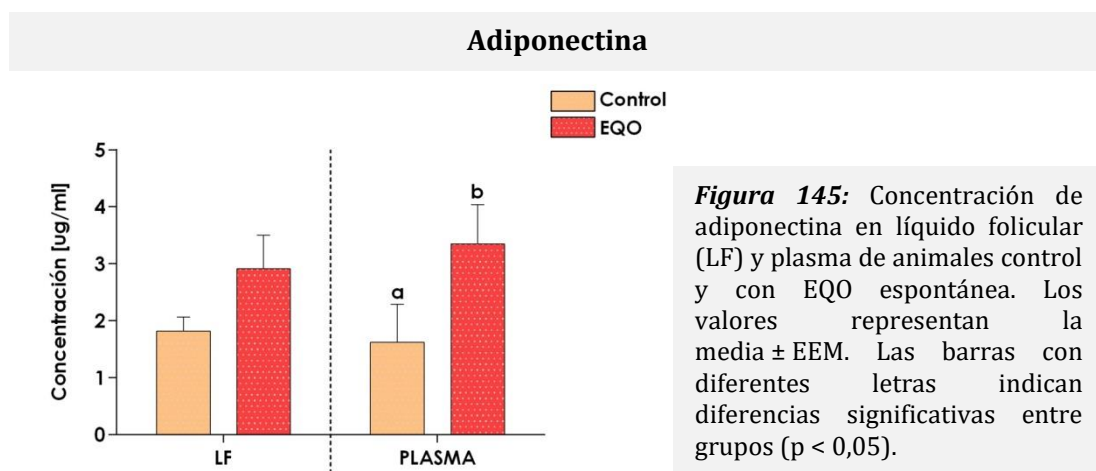 Adiponectina
Control
EQO
Concentración [ug/ml]
5
4
3
2
1
0
a
b
LF
PLASMA
Figura 145: Concentración de
adiponectina en líquido folicular
(LF) y plasma de animales control
y con EQO espontánea. Los
valores representan la
media ± EEM. Las barras con
diferentes letras indican
diferencias significativas entre
grupos (p < 0,05).